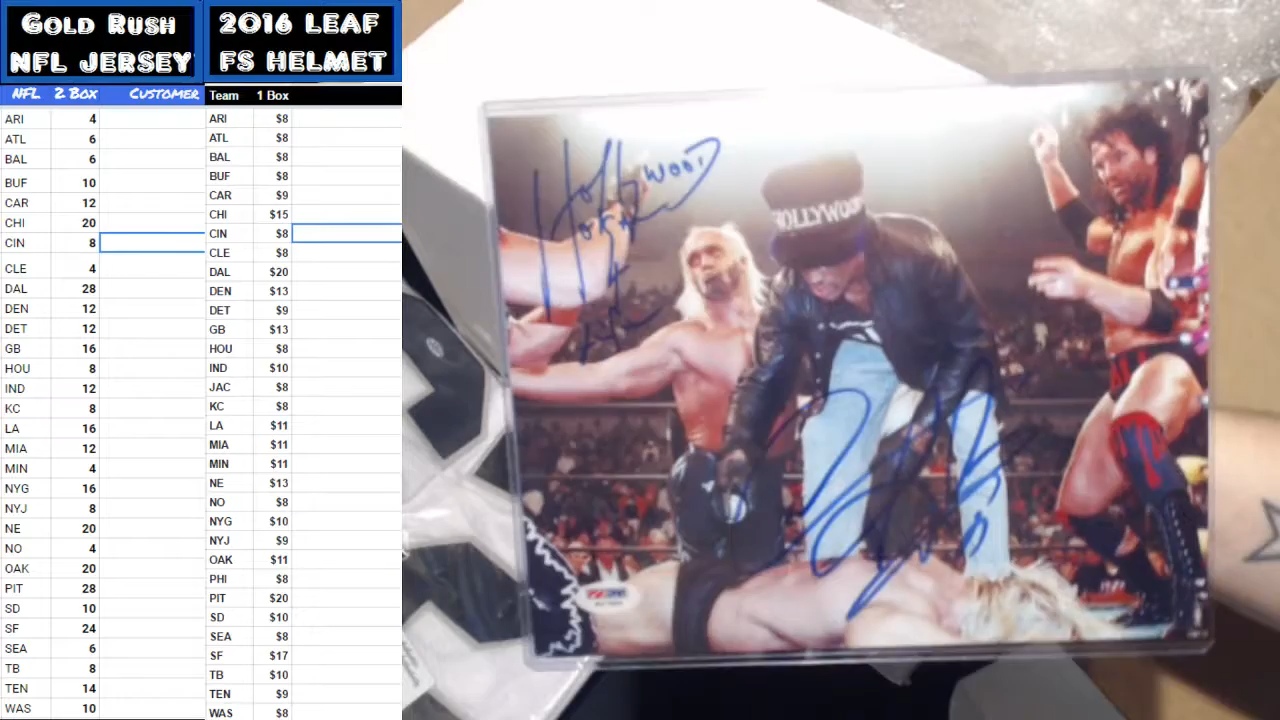 Gold Rush
NFL Jersey
NFL 2 Box Customer
ARI 4
ATL 6
BAL 6
BUF 10
CAR 12
CHI 20
CIN 8
CLE 4
DAL 28
DEN 12
DET 12
GB 16
HOU 8
IND 12
KC 8
LA 16
MIA 12
MIN 4
NYG 16
NYJ 8
NE 20
NO 4
OAK 20
PIT 28
SD 10
SF 24
SEA 6
TB 8
TEN 14
WAS 10
2016 LEAF
FS HELMET
Team 1 Box
ARI $8
ATL $8
BAL $8
BUF $8
CAR $9
CHI $15
CIN $8
CLE $8
DAL $20
DEN $13
DET $9
GB $13
HOU $8
IND $10
JAC $8
KC $8
LA $11
MIA $11
MIN $11
NE $13
NO $8
NYG $10
NYJ $9
OAK $11
PHI $8
PIT $20
SD $10
SEA $8
SF $17
TB $10
TEN $9
WAS $8
Hollywood
Hogan
4
HOLLYWOOD